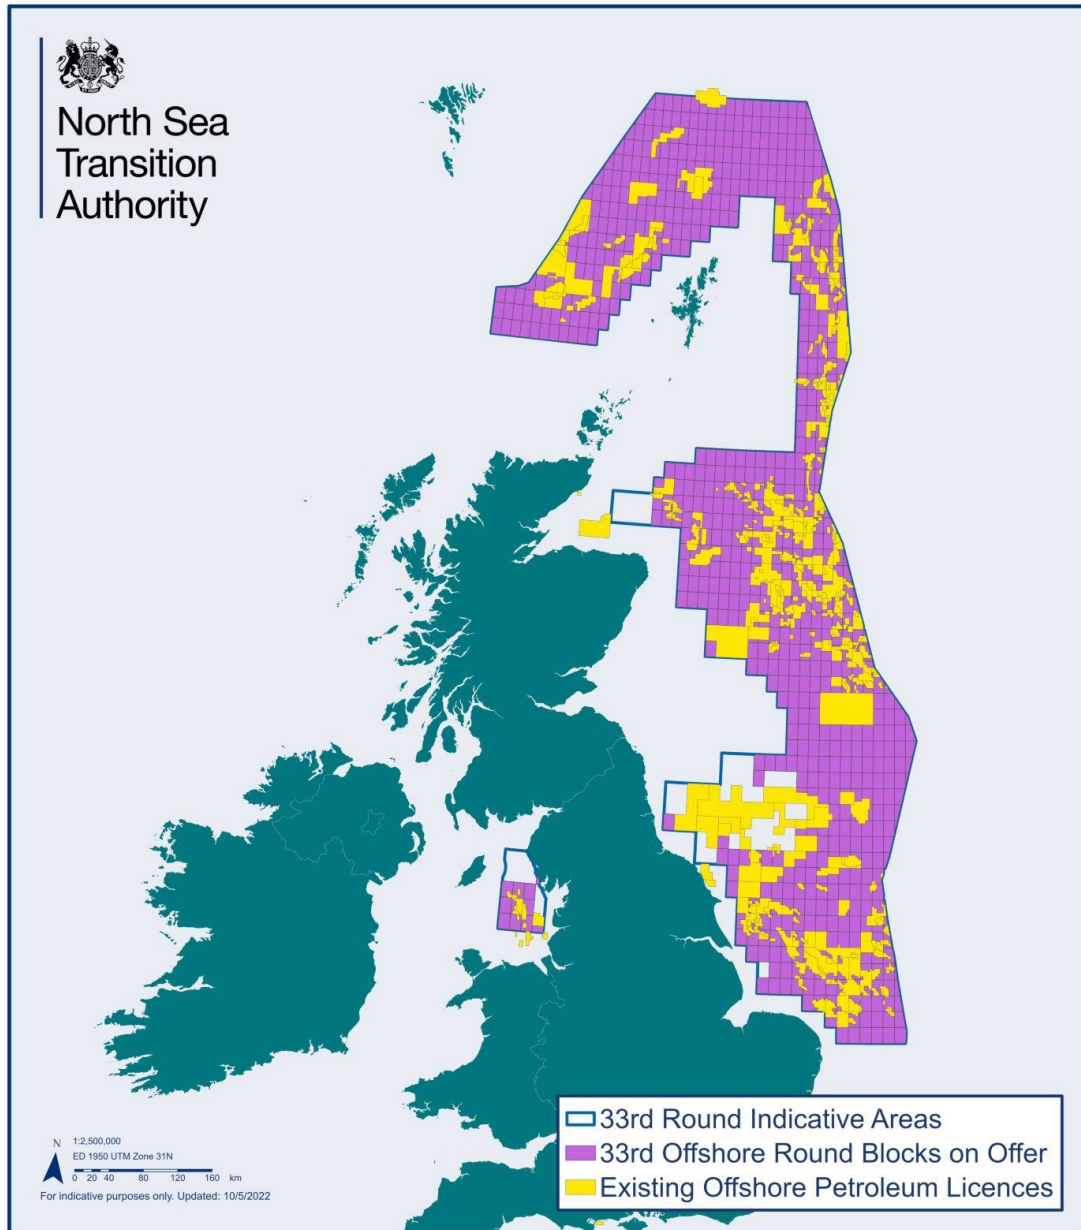 North Sea
Transition
Authority
33rd Round Indicative Areas
33rd Offshore Round Blocks on Offer
Existing Offshore Petroleum Licences
N
1:2,500,000
ED 1950 UTM Zone 31N
0 20 40 80 120 160 km
For indicative purposes only. Updated: 10/5/2022